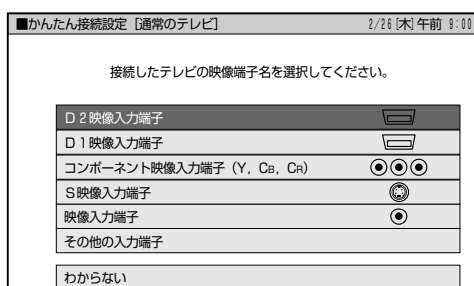 ■かんたん接続設定［通常のテレビ］ 2/26[木]午前 9:00
接続したテレビの映像端子名を選択してください。
Ｄ２映像入力端子
Ｄ１映像入力端子
コンポーネント映像入力端子（Y, CB, CR）
Ｓ映像入力端子
映像入力端子
その他の入力端子
わからない